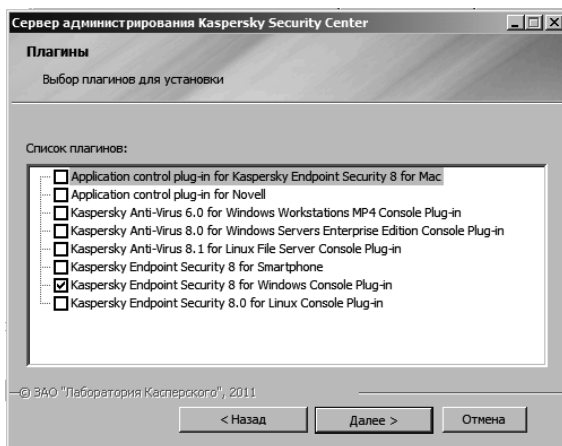 Сервер администрирования Kaspersky Security Center
Плагины
Выбор плагинов для установки
Список плагинов:
Application control plug-in for Kaspersky Endpoint Security 8 for Mac
Application control plug-in for Novell
Kaspersky Anti-Virus 6.0 for Windows Workstations MP4 Console Plug-in
Kaspersky Anti-Virus 8.0 for Windows Servers Enterprise Edition Console Plug-in
Kaspersky Anti-Virus 8.1 for Linux File Server Console Plug-in
Kaspersky Endpoint Security 8 for Smartphone
Kaspersky Endpoint Security 8 for Windows Console Plug-in
Kaspersky Endpoint Security 8.0 for Linux Console Plug-in
© ЗАО "Лаборатория Касперского", 2011
< Назад
Далее >
Отмена